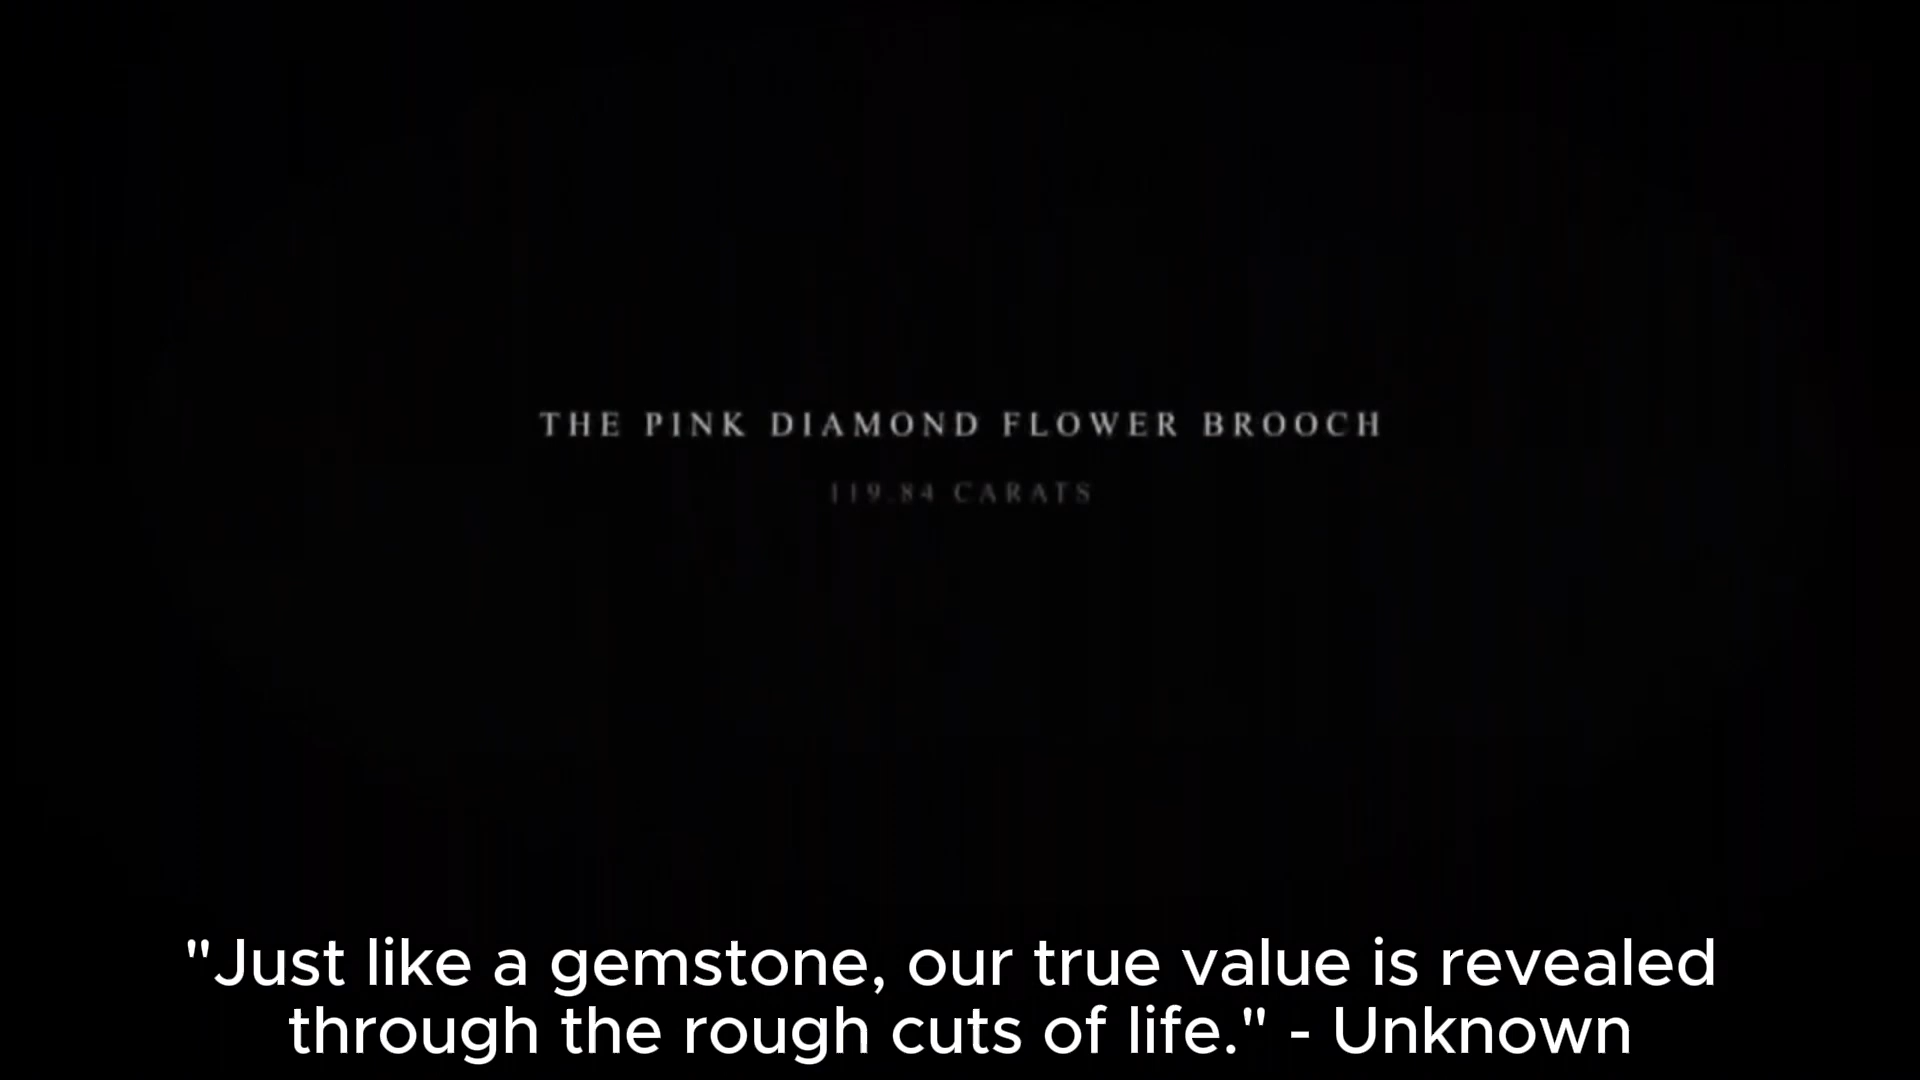 THE PINK DIAMOND FLOWER BROOCH
119.84 CARATS
"Just like a gemstone, our true value is revealed
through the rough cuts of life." - Unknown